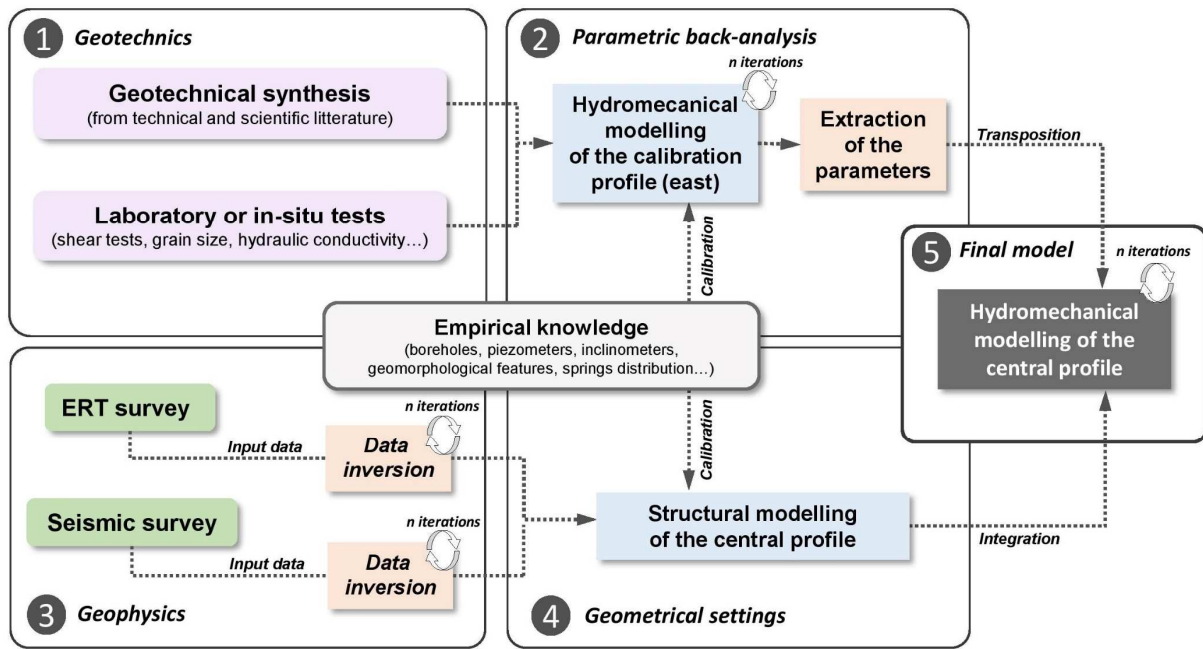 1 Geotechnics
Geotechnical synthesis
(from technical and scientific litterature)
Laboratory or in-situ tests
(shear tests, grain size, hydraulic conductivity…)
2 Parametric back-analysis
n iterations
Hydromecanical
modelling
of the calibration
profile (east)
Extraction
of the
parameters
Transposition
Calibration
Empirical knowledge
(boreholes, piezometers, inclinometers,
geomorphological features, springs distribution…)
Calibration
ERT survey
Input data
n iterations
Data
inversion
Seismic survey
Input data
n iterations
Data
inversion
3 Geophysics
Structural modelling
of the central profile
Integration
4 Geometrical settings
5 Final model
n iterations
Hydromechanical
modelling of the
central profile